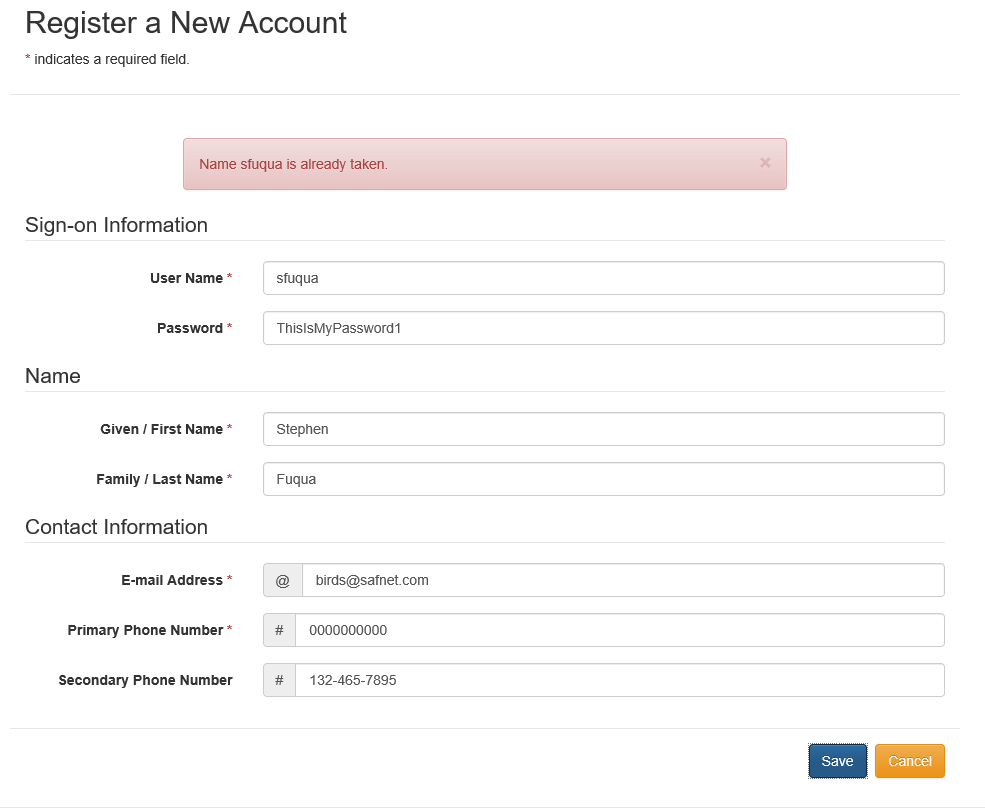 Register a New Account
* indicates a required field.
Name sfuqua is already taken. ×
Sign-on Information
User Name * sfuqua
Password * ThisIsMyPassword1
Name
Given / First Name * Stephen
Family / Last Name * Fuqua
Contact Information
E-mail Address * @ birds@safnet.com
Primary Phone Number * # 0000000000
Secondary Phone Number # 132-465-7895
Save Cancel